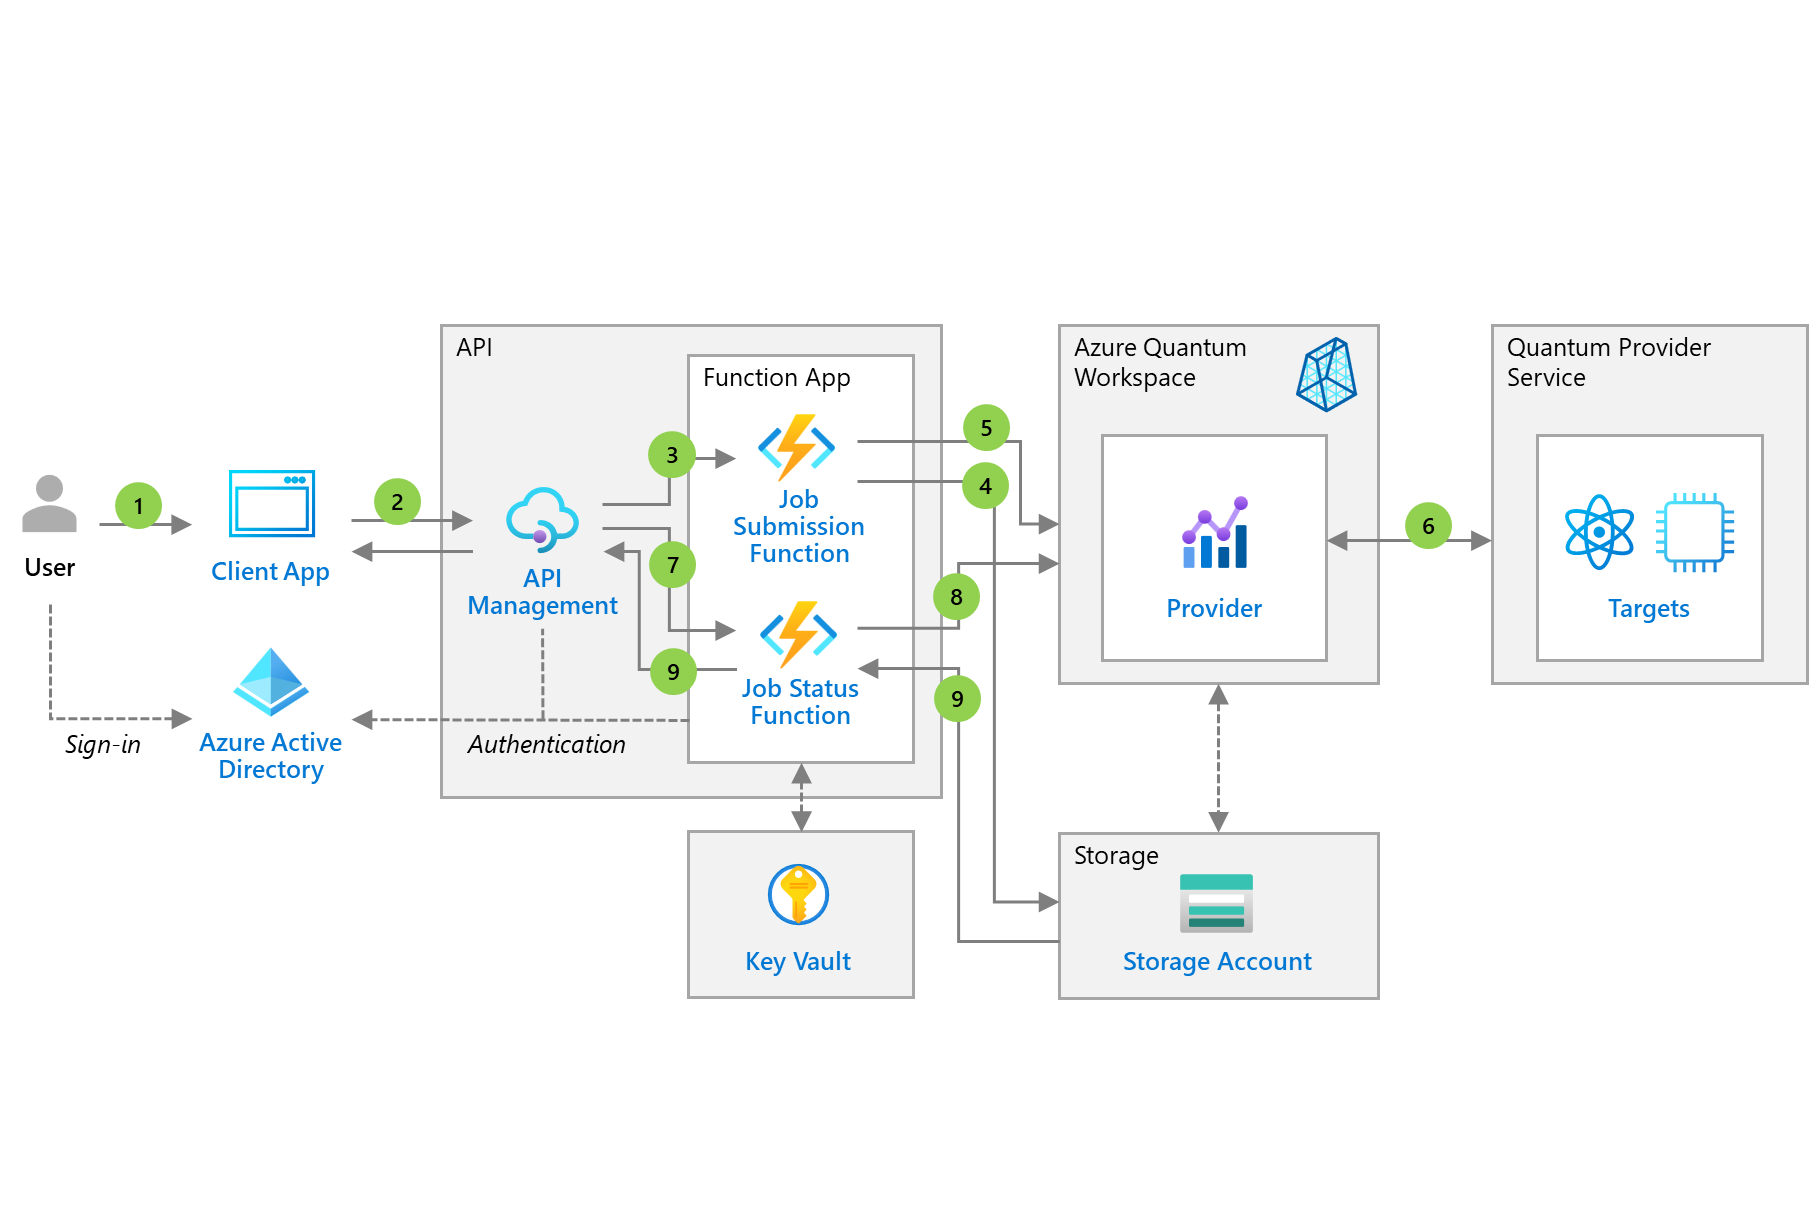 API
Function App
Azure Quantum
Workspace
Quantum Provider
Service
5
3
4
1
2
Job
Submission
Function
6
User
Client App
7
API
Management
8
Provider
Targets
9
Job Status
Function
9
Sign-in
Azure Active
Directory
Authentication
Storage
Key Vault
Storage Account